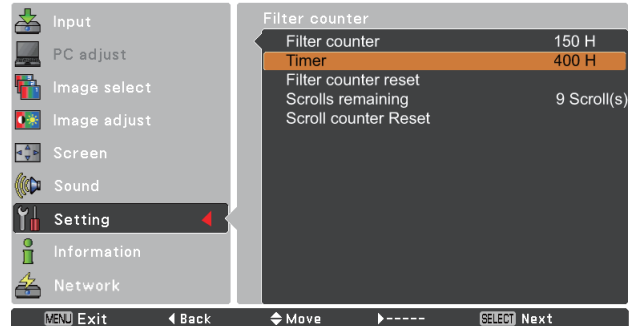 Input
PC adjust
Image select
Image adjust
Screen
Sound
Setting
Information
Network
Filter counter
Filter counter 150 H
Timer 400 H
Filter counter reset
Scrolls remaining 9 Scroll(s)
Scroll counter Reset
MENU Exit Back Move ----- SELECT Next